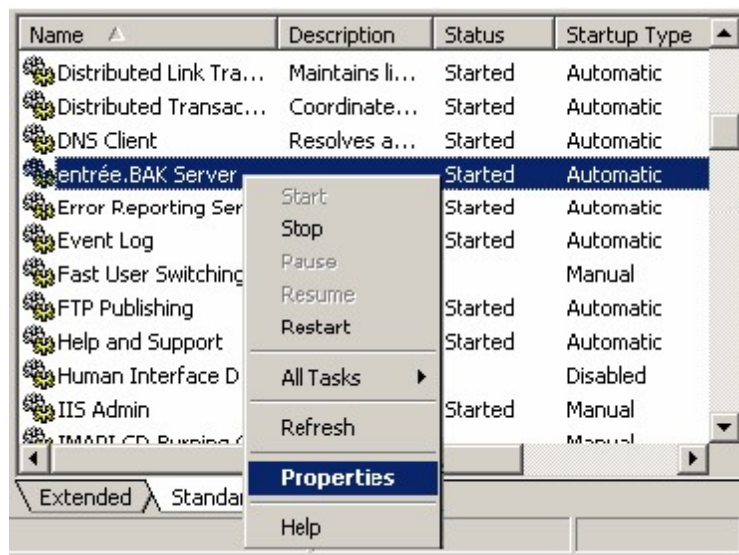 Name Description Status Startup Type
Distributed Link Tra... Maintains li... Started Automatic
Distributed Transac... Coordinate... Started Automatic
DNS Client Resolves a... Started Automatic
entrée.BAK Server Started Automatic
Error Reporting Ser Started Automatic
Event Log Started Automatic
Fast User Switching Manual
FTP Publishing Started Automatic
Help and Support Started Automatic
Human Interface D Disabled
IIS Admin Started Manual
IMAPI CD-Burning Manual
Start
Stop
Pause
Resume
Restart
All Tasks
Refresh
Properties
Help
Extended Standar